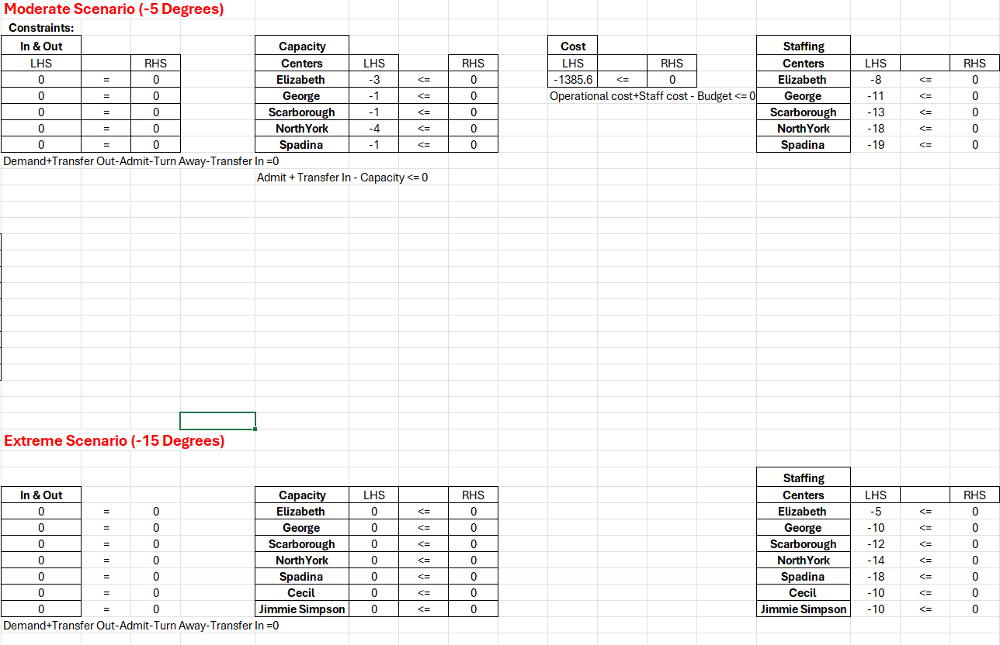 Moderate Scenario (-5 Degrees)
Constraints:
In & Out Capacity Cost Staffing
LHS RHS Centers LHS RHS LHS RHS Centers LHS RHS
0 = 0 Elizabeth -3 <= 0 -1385.6 <= 0 Elizabeth -8 <= 0
0 = 0 George -1 <= 0 Operational cost+Staff cost - Budget <= 0 George -11 <= 0
0 = 0 Scarborough -1 <= 0 Scarborough -13 <= 0
0 = 0 NorthYork -4 <= 0 NorthYork -18 <= 0
0 = 0 Spadina -1 <= 0 Spadina -19 <= 0
Demand+Transfer Out-Admit-Turn Away-Transfer In =0
Admit + Transfer In - Capacity <= 0
Extreme Scenario (-15 Degrees)
Staffing
In & Out Capacity LHS RHS Centers LHS RHS
0 = 0 Elizabeth 0 <= 0 Elizabeth -5 <= 0
0 = 0 George 0 <= 0 George -10 <= 0
0 = 0 Scarborough 0 <= 0 Scarborough -12 <= 0
0 = 0 NorthYork 0 <= 0 NorthYork -14 <= 0
0 = 0 Spadina 0 <= 0 Spadina -18 <= 0
0 = 0 Cecil 0 <= 0 Cecil -10 <= 0
0 = 0 Jimmie Simpson 0 <= 0 Jimmie Simpson -10 <= 0
Demand+Transfer Out-Admit-Turn Away-Transfer In =0